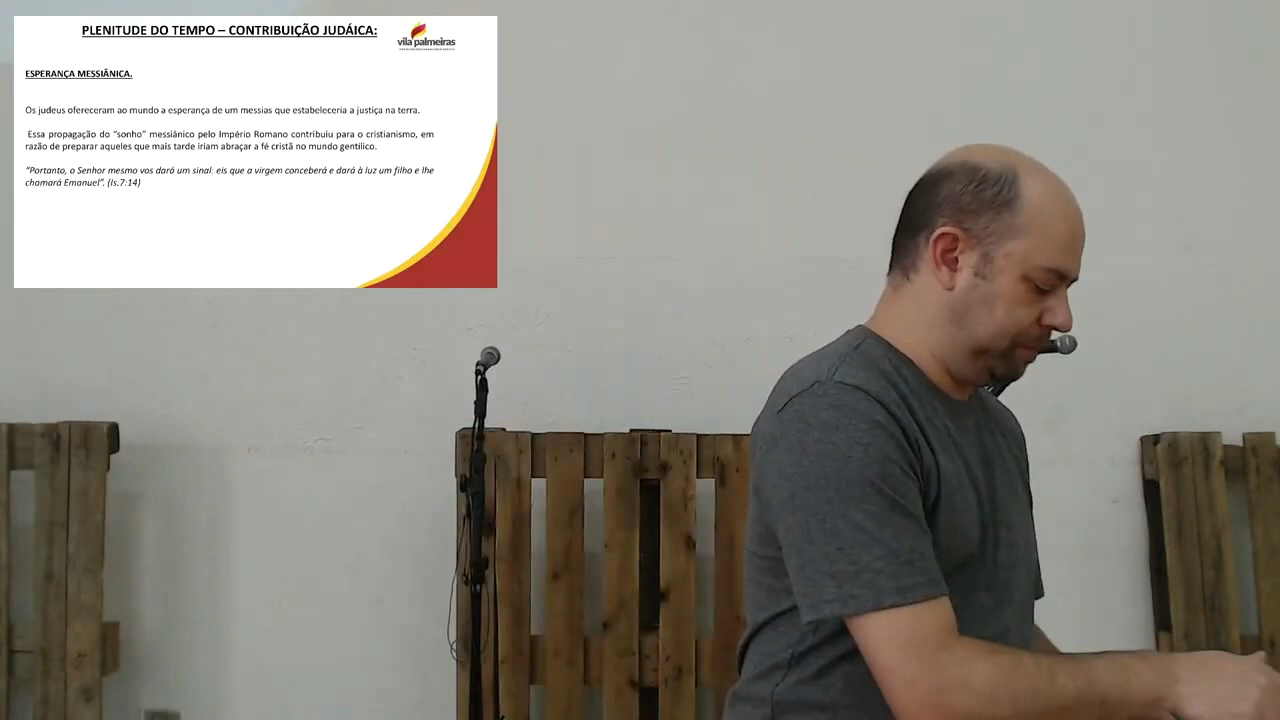 PLENITUDE DO TEMPO – CONTRIBUIÇÃO JUDÁICA:
vila palmeiras
ESPERANÇA MESSIÂNICA.
Os judeus ofereceram ao mundo a esperança de um messias que estabeleceria a justiça na terra.
Essa propagação do "sonho" messiânico pelo Império Romano contribuiu para o cristianismo, em
razão de preparar aqueles que mais tarde iriam abraçar a fé cristã no mundo gentílico.
"Portanto, o Senhor mesmo vos dará um sinal: eis que a virgem conceberá e dará à luz um filho e lhe
chamará Emanuel". (Is.7:14)